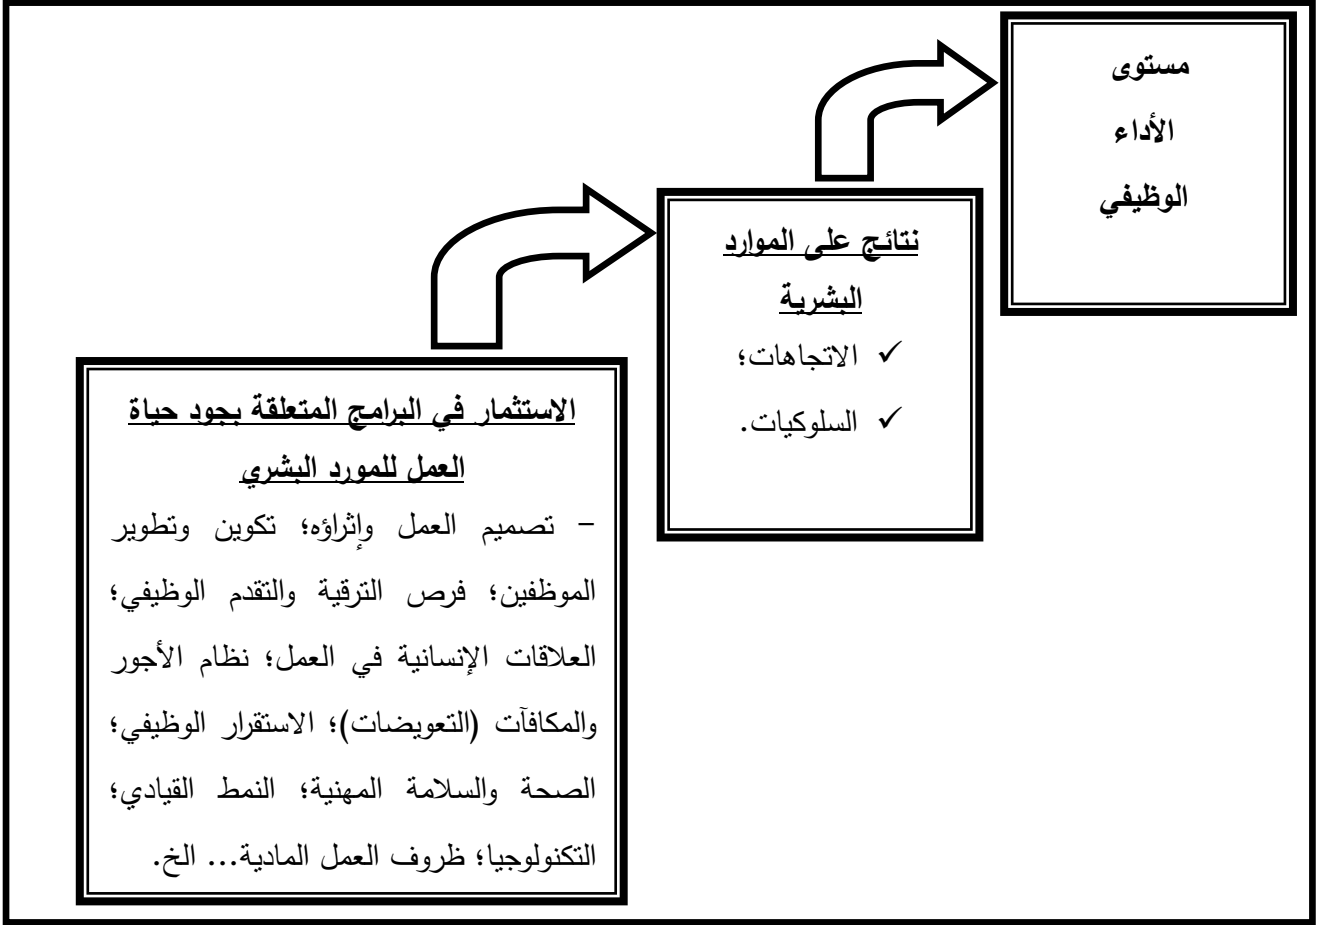 مستوى
الأداء
الوظيفي
نتائج على الموارد
البشرية
✓ الاتجاهات؛
✓ السلوكيات.
الاستثمار في البرامج المتعلقة بجود حياة
العمل للمورد البشري
- تصميم العمل وإثراؤه؛ تكوين وتطوير
الموظفين؛ فرص الترقية والتقدم الوظيفي؛
العلاقات الإنسانية في العمل؛ نظام الأجور
والمكافآت (التعويضات)؛ الاستقرار الوظيفي؛
الصحة والسلامة المهنية؛ النمط القيادي؛
التكنولوجيا؛ ظروف العمل المادية... الخ.